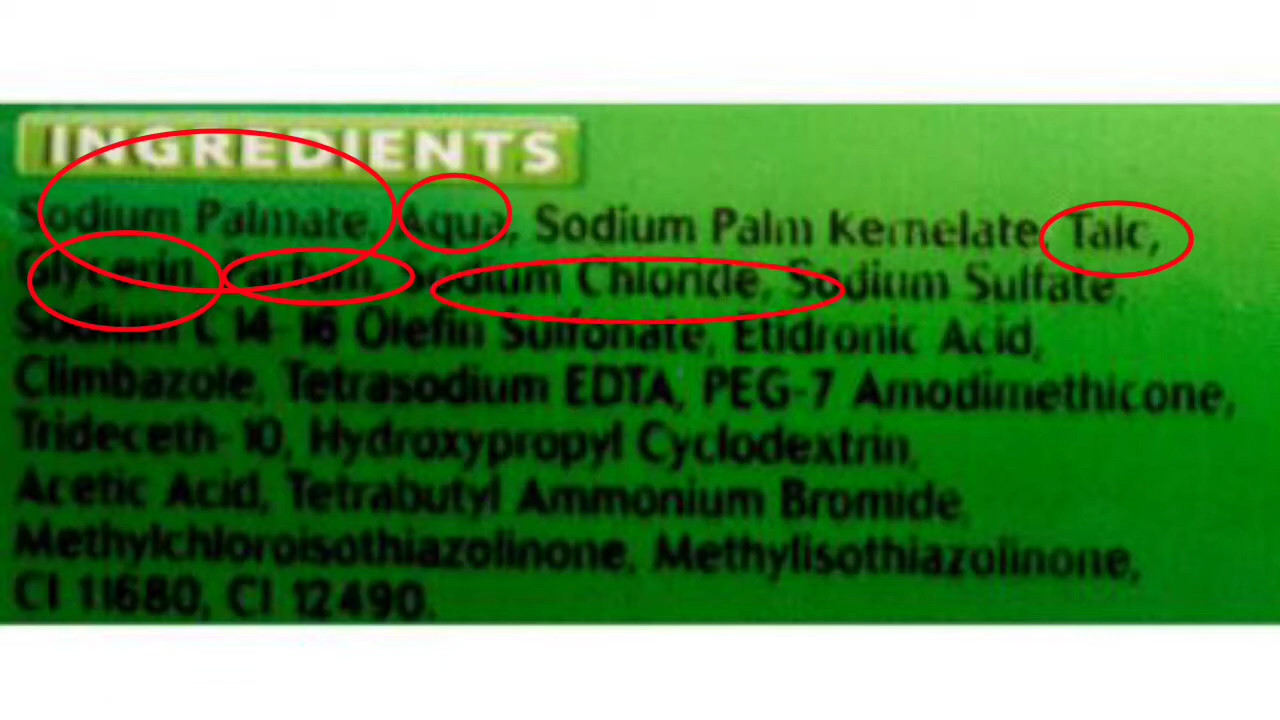 INGREDIENTS
Sodium Palmate, Aqua, Sodium Palm Kernelate, Talc,
Glycerin, Parfum, Sodium Chloride, Sodium Sulfate,
Sodium C 14-16 Olefin Sulfonate, Etidronic Acid,
Climbazole, Tetrasodium EDTA, PEG-7 Amodimethicone,
Trideceth-10, Hydroxypropyl Cyclodextrin,
Acetic Acid, Tetrabutyl Ammonium Bromide,
Methylchloroisothiazolinone, Methylisothiazolinone,
CI 11680, CI 12490.